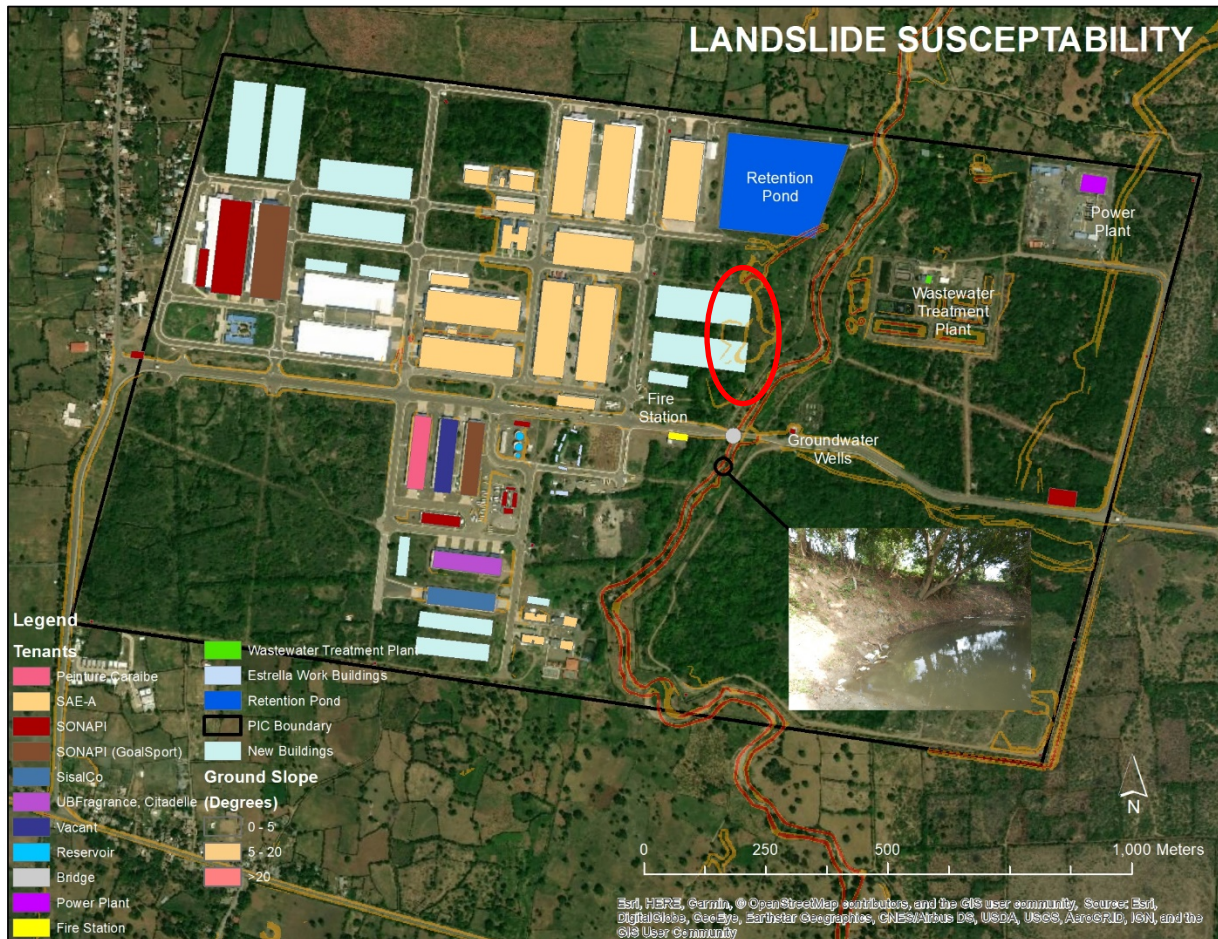 LANDSLIDE SUSCEPTABILITY
Retention
Pond
Power
Plant
Wastewater
Treatment
Plant
Fire
Station
Groundwater
Wells
Legend
Tenants
Peinture Caraibe
SAE-A
SONAPI
SONAPI (GoalSport)
SisalCo
UBFragrance, Citadelle
Vacant
Reservoir
Bridge
Power Plant
Fire Station
Wastewater Treatment Plant
Estrella Work Buildings
Retention Pond
PIC Boundary
New Buildings
Ground Slope
(Degrees)
0 - 5
5 - 20
>20
N
0 250 500 1,000 Meters
Esri, HERE, Garmin, © OpenStreetMap contributors, and the GIS user community, Source: Esri,
DigitalGlobe, GeoEye, Earthstar Geographics, CNES/Airbus DS, USDA, USGS, AeroGRID, IGN, and the
GIS User Community